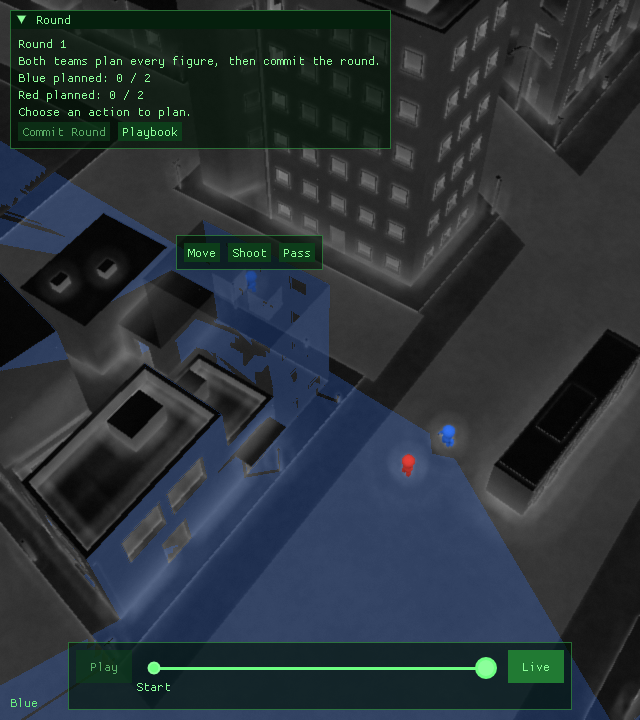 Round
Round 1
Both teams plan every figure, then commit the round.
Blue planned: 0 / 2
Red planned: 0 / 2
Choose an action to plan.
Commit Round Playbook
Move Shoot Pass
Play Live
Start
Blue